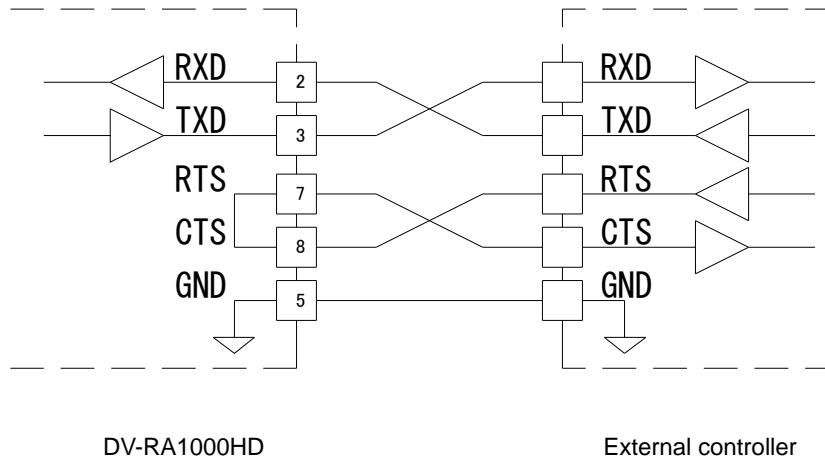 RXD 2 RXD
TXD 3 TXD
RTS 7 RTS
CTS 8 CTS
GND 5 GND
DV-RA1000HD External controller